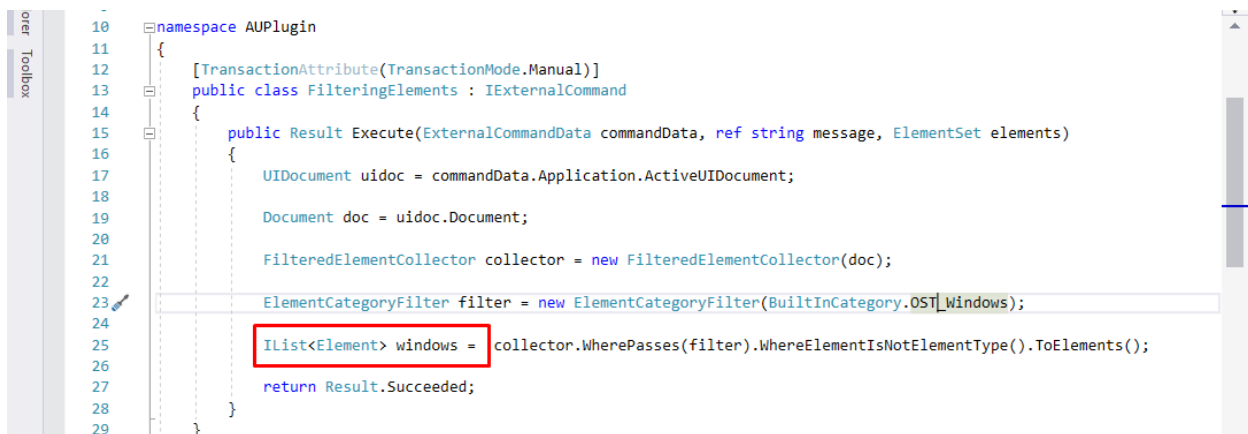 orer
Toolbox
10 namespace AUPlugin
11 {
12 [TransactionAttribute(TransactionMode.Manual)]
13 public class FilteringElements : IExternalCommand
14 {
15 public Result Execute(ExternalCommandData commandData, ref string message, ElementSet elements)
16 {
17 UIDocument uidoc = commandData.Application.ActiveUIDocument;
18
19 Document doc = uidoc.Document;
20
21 FilteredElementCollector collector = new FilteredElementCollector(doc);
22
23 ElementCategoryFilter filter = new ElementCategoryFilter(BuiltInCategory.OST_Windows);
24
25 IList<Element> windows = collector.WherePasses(filter).WhereElementIsNotElementType().ToElements();
26
27 return Result.Succeeded;
28 }
29 }